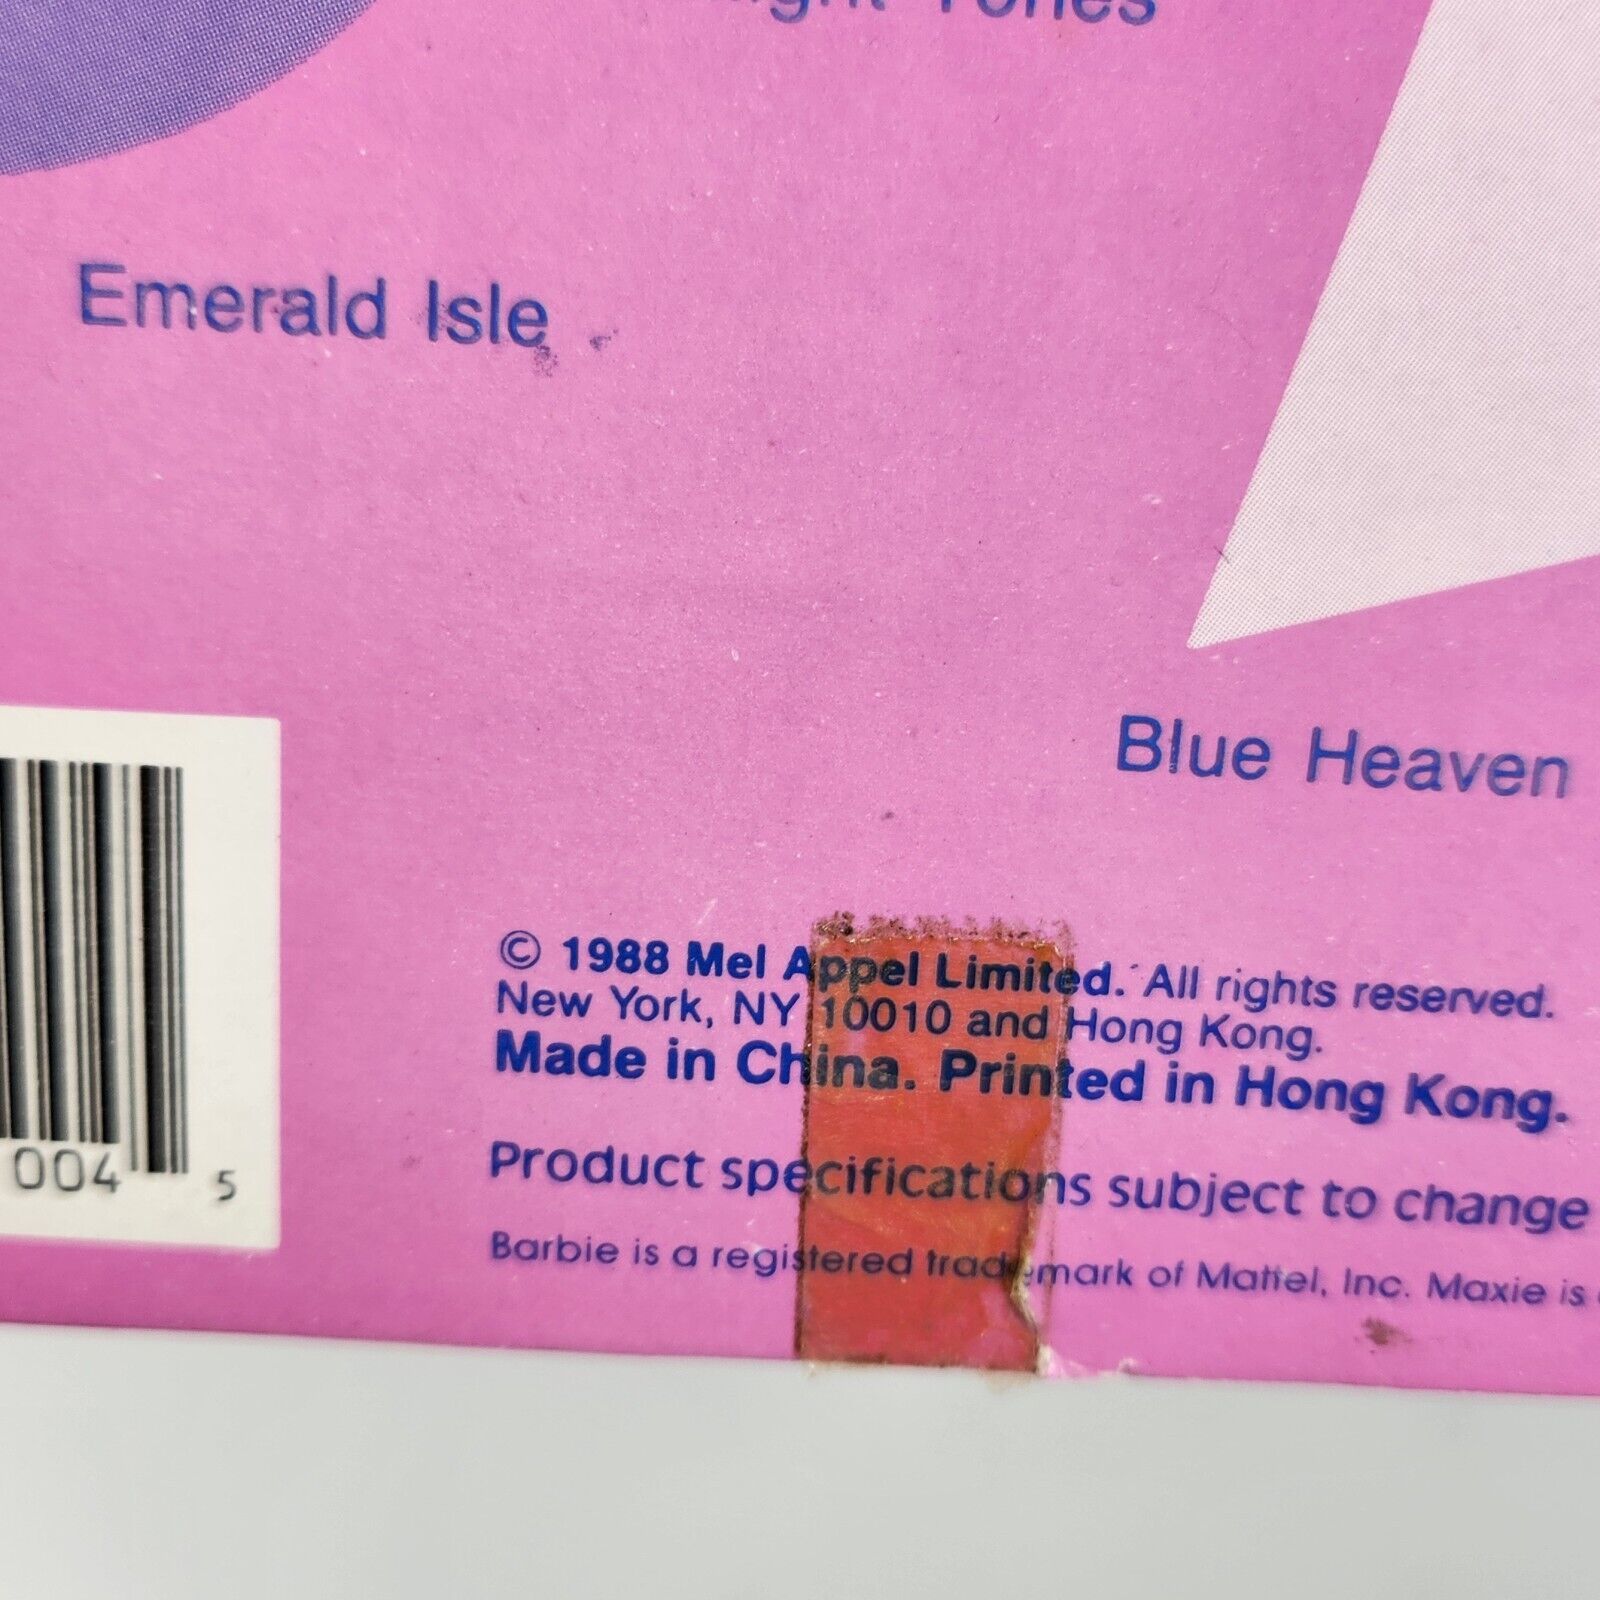 Tones
Emerald Isle
Blue Heaven
004 5
© 1988 Mel Appel Limited. All rights reserved.
New York, NY 10010 and Hong Kong.
Made in China. Printed in Hong Kong.
Product specifications subject to change
Barbie is a registered trademark of Mattel, Inc. Maxie is